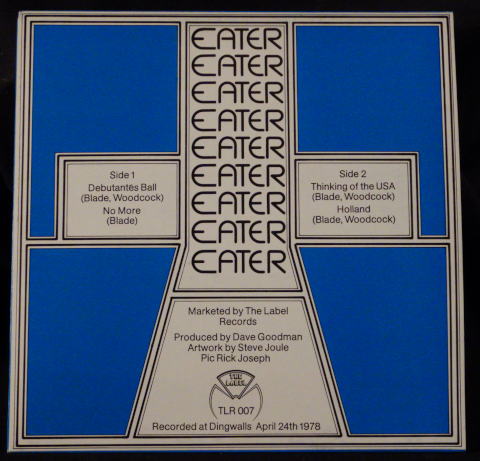 EATER
EATER
EATER
EATER
EATER
EATER
EATER
EATER
EATER
Side 1
Debutantes Ball
(Blade, Woodcock)
No More
(Blade)
Side 2
Thinking of the USA
(Blade, Woodcock)
Holland
(Blade, Woodcock)
Marketed by The Label
Records
Produced by Dave Goodman
Artwork by Steve Joule
Pic Rick Joseph
THE
LABEL
TLR 007
Recorded at Dingwalls April 24th 1978